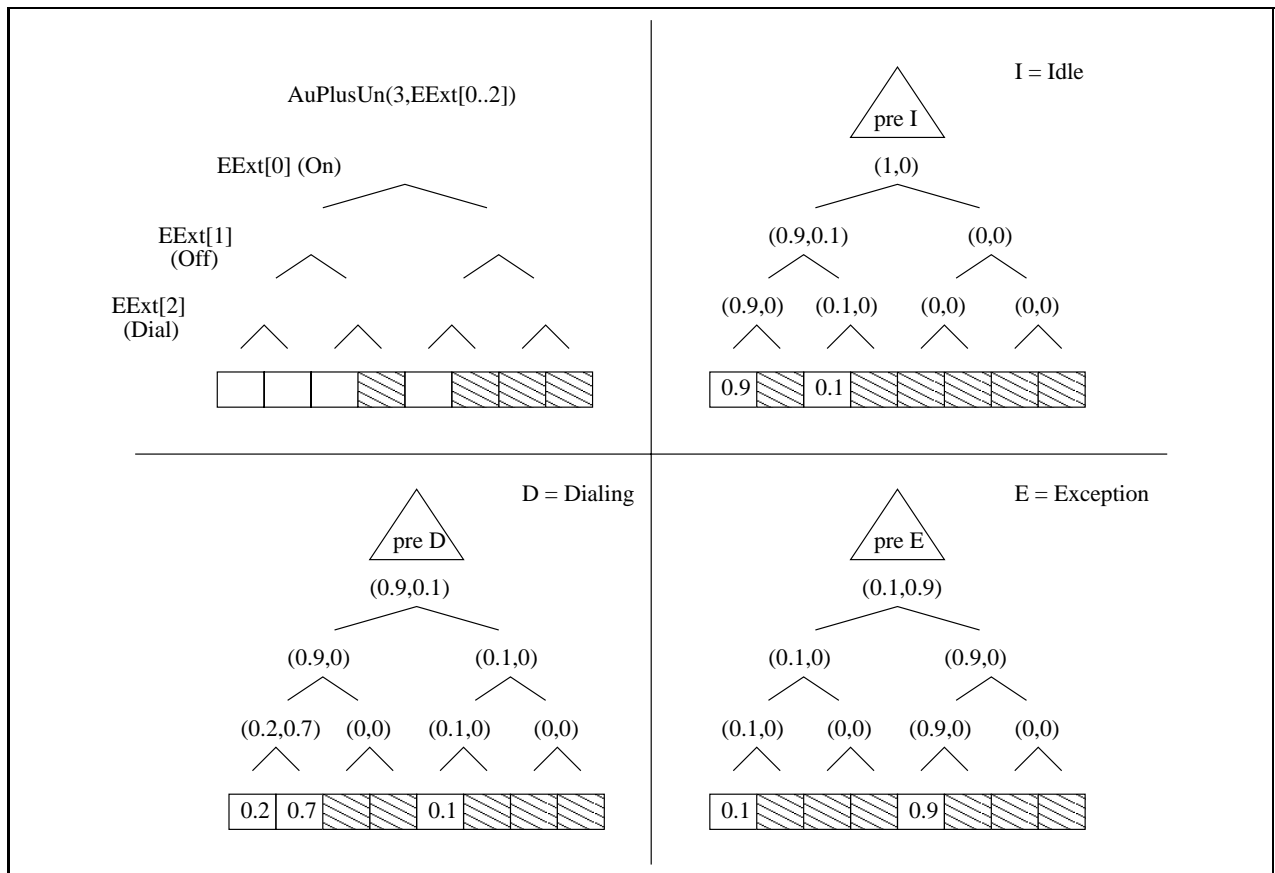 AuPlusUn(3,EExt[0..2])
EExt[0] (On)
EExt[1]
(Off)
EExt[2]
(Dial)
I = Idle
pre I
(1,0)
(0.9,0.1) (0,0)
(0.9,0) (0.1,0) (0,0) (0,0)
0.9 0.1
D = Dialing
pre D
(0.9,0.1)
(0.9,0) (0.1,0)
(0.2,0.7) (0,0) (0.1,0) (0,0)
0.2 0.7 0.1
E = Exception
pre E
(0.1,0.9)
(0.1,0) (0.9,0)
(0.1,0) (0,0) (0.9,0) (0,0)
0.1 0.9